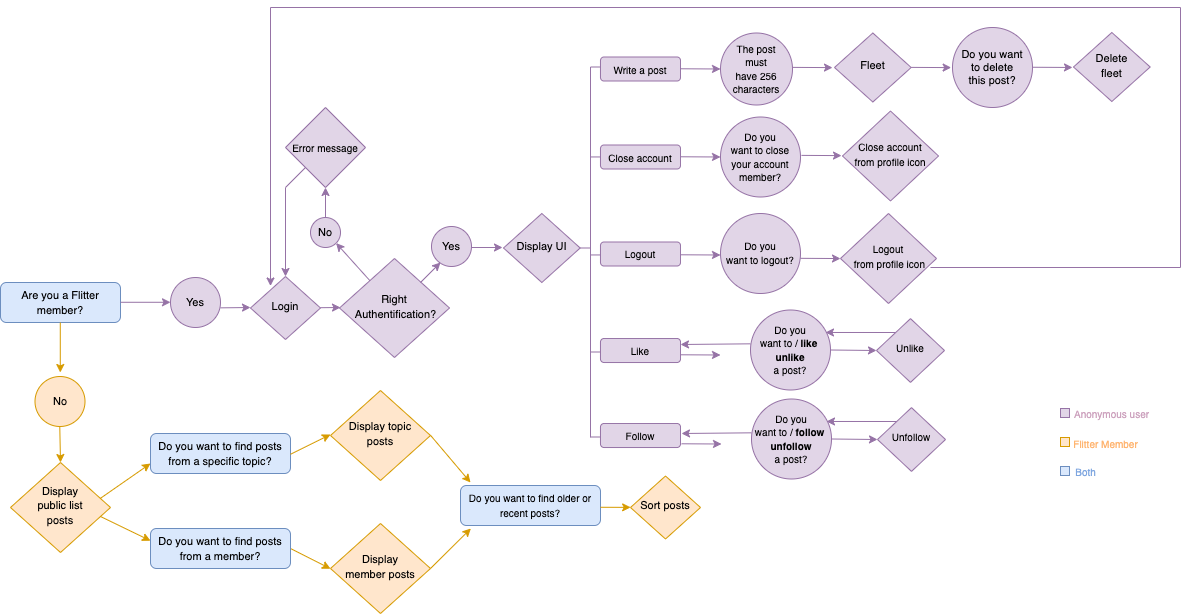 Write a post
The post
must
have 256
characters
Fleet
Do you want
to delete
this post?
Delete
fleet
Error message
Close account
Do you
want to close
your account
member?
Close account
from profile icon
No
Yes
Display UI
Logout
Do you
want to logout?
Logout
from profile icon
Are you a Flitter
member?
Yes
Login
Right
Authentification?
Like
Do you
want to / like
unlike
a post?
Unlike
No
Display topic
posts
Follow
Do you
want to / follow
unfollow
a post?
Unfollow
Anonymous user
Flitter Member
Both
Do you want to find posts
from a specific topic?
Display
public list
posts
Do you want to find older or
recent posts?
Sort posts
Do you want to find posts
from a member?
Display
member posts